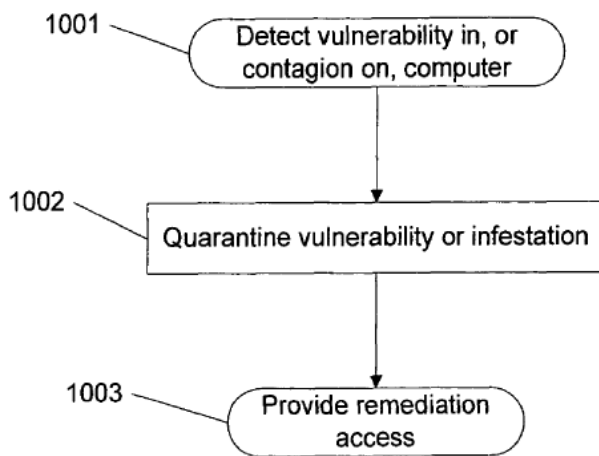 1001
Detect vulnerability in, or
contagion on, computer
1002
Quarantine vulnerability or infestation
1003
Provide remediation
access